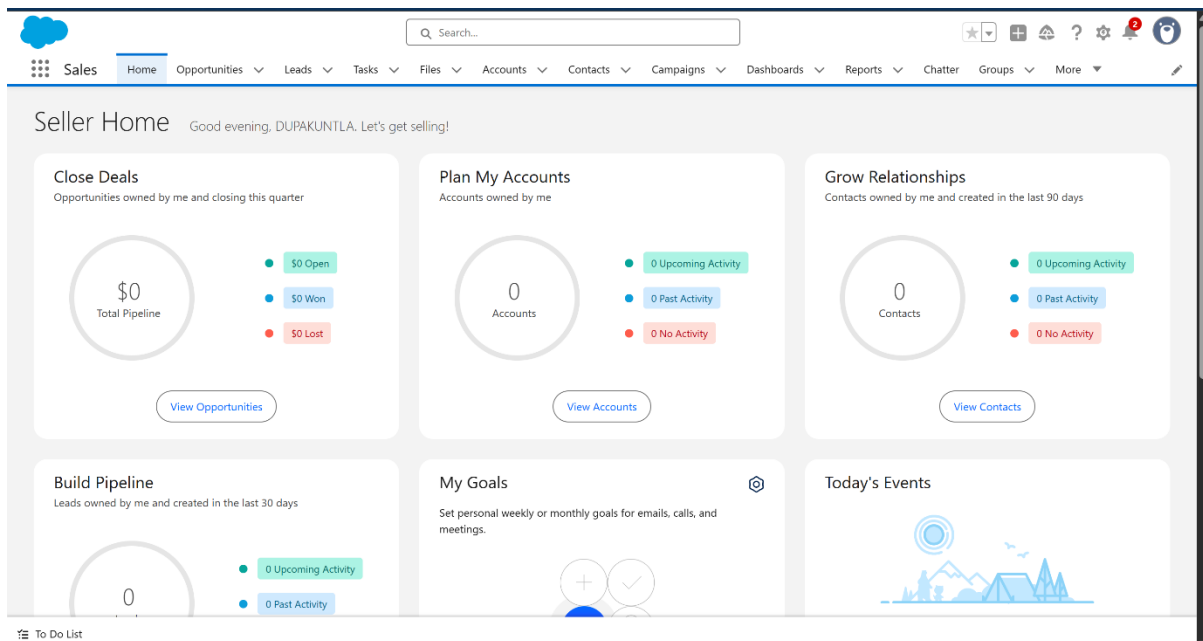 Search...
2
Sales Home Opportunities Leads Tasks Files Accounts Contacts Campaigns Dashboards Reports Chatter Groups More
Seller Home Good evening, DUPAKUNTLA. Let's get selling!
Close Deals
Opportunities owned by me and closing this quarter
$0
Total Pipeline
$0 Open
$0 Won
$0 Lost
View Opportunities
Plan My Accounts
Accounts owned by me
0
Accounts
0 Upcoming Activity
0 Past Activity
0 No Activity
View Accounts
Grow Relationships
Contacts owned by me and created in the last 90 days
0
Contacts
0 Upcoming Activity
0 Past Activity
0 No Activity
View Contacts
Build Pipeline
Leads owned by me and created in the last 30 days
0
0 Upcoming Activity
0 Past Activity
My Goals
Set personal weekly or monthly goals for emails, calls, and
meetings.
Today's Events
To Do List